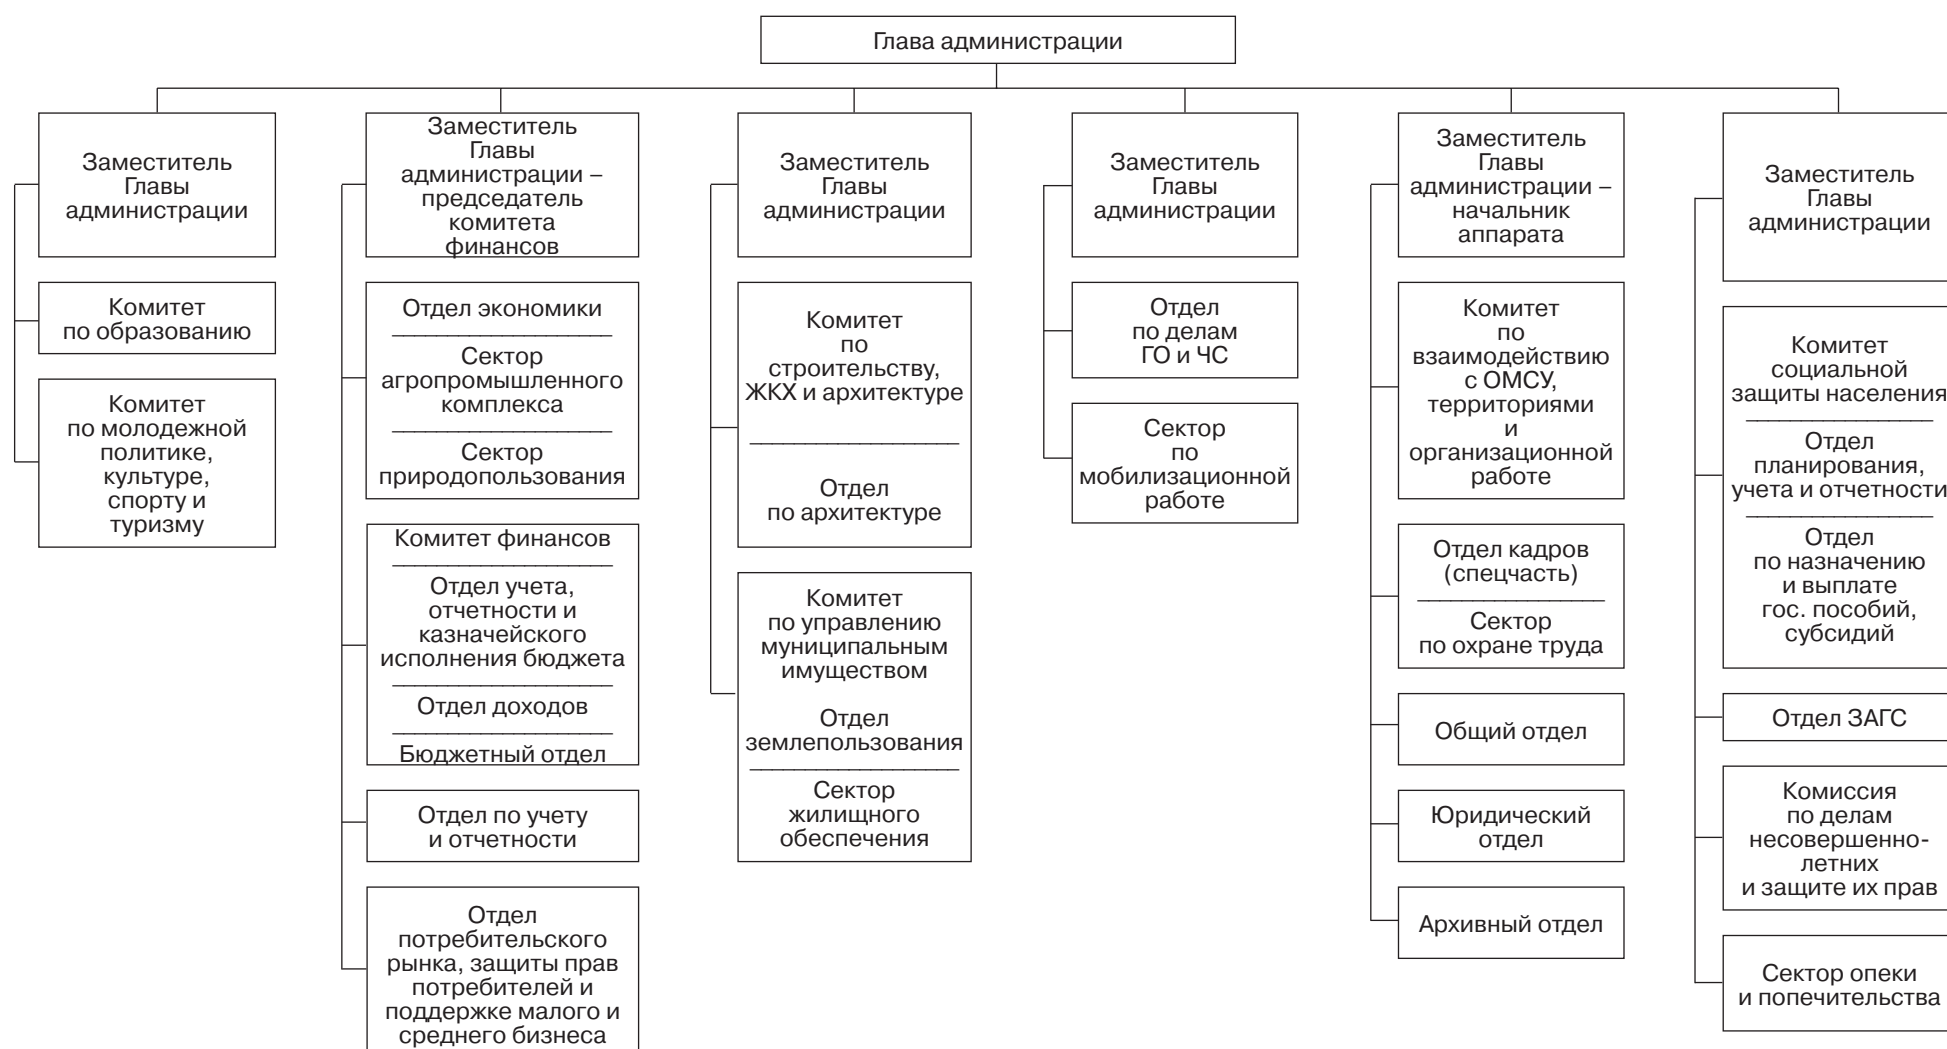 Глава администрации
Заместитель
Главы
администрации
Комитет
по образованию
Комитет
по молодежной
политике,
культуре,
спорту и
туризму
Заместитель
Главы
администрации –
председатель
комитета
финансов
Отдел экономики
Сектор
агропромышленного
комплекса
Сектор
природопользования
Комитет финансов
Отдел учета,
отчетности и
казначейского
исполнения бюджета
Отдел доходов
Бюджетный отдел
Отдел по учету
и отчетности
Отдел
потребительского
рынка, защиты прав
потребителей и
поддержке малого и
среднего бизнеса
Заместитель
Главы
администрации
Комитет
по
строительству,
ЖКХ и архитектуре
Отдел
по архитектуре
Комитет
по управлению
муниципальным
имуществом
Отдел
землепользования
Сектор
жилищного
обеспечения
Заместитель
Главы
администрации
Отдел
по делам
ГО и ЧС
Сектор
по
мобилизационной
работе
Заместитель
Главы
администрации –
начальник
аппарата
Комитет
по
взаимодействию
с ОМСУ,
территориями
и
организационной
работе
Отдел кадров
(спецчасть)
Сектор
по охране труда
Общий отдел
Юридический
отдел
Архивный отдел
Заместитель
Главы
администрации
Комитет
социальной
защиты населения
Отдел
планирования,
учета и отчетности
Отдел
по назначению
и выплате
гос. пособий,
субсидий
Отдел ЗАГС
Комиссия
по делам
несовершенно-
летних
и защите их прав
Сектор опеки
и попечительства